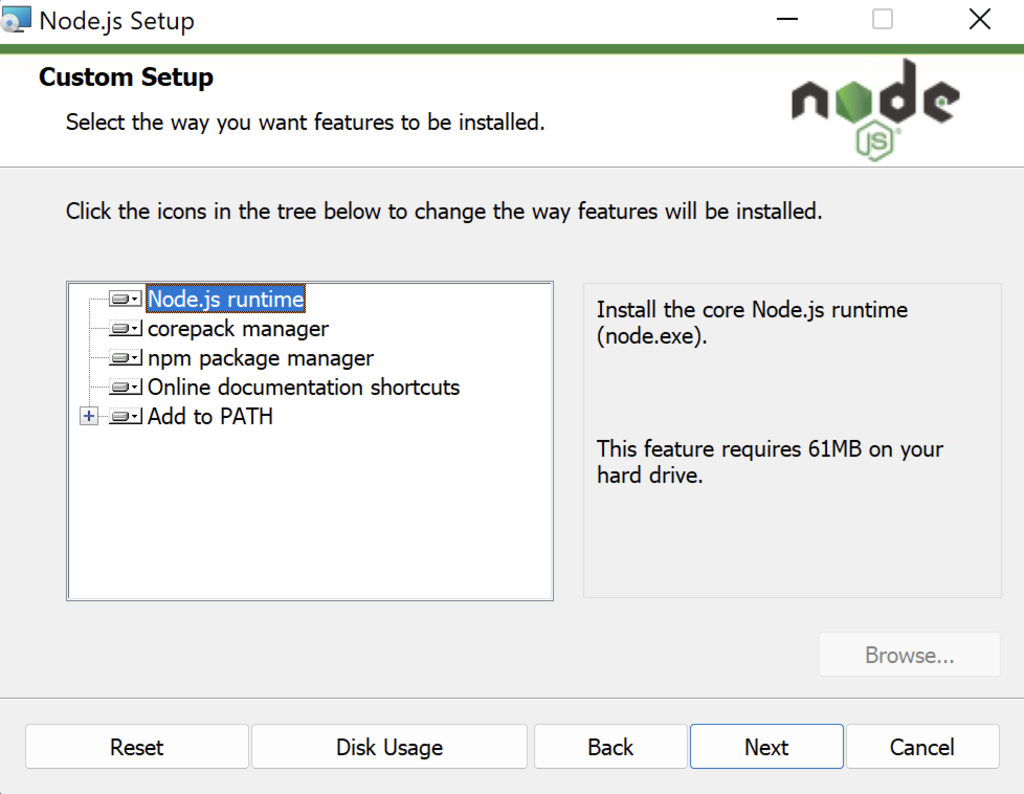 Node.js Setup
Custom Setup
Select the way you want features to be installed.
node
JS
Click the icons in the tree below to change the way features will be installed.
Node.js runtime
corepack manager
npm package manager
Online documentation shortcuts
Add to PATH
Install the core Node.js runtime
(node.exe).
This feature requires 61MB on your
hard drive.
Browse...
Reset
Disk Usage
Back
Next
Cancel